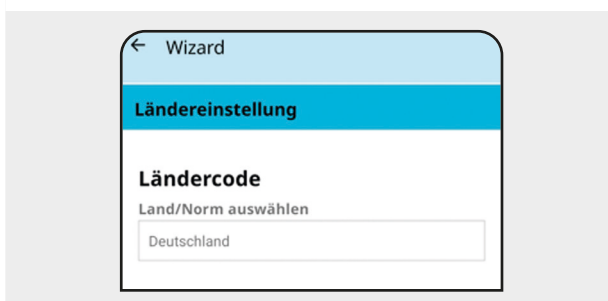 Wizard
Ländereinstellung
Ländercode
Land/Norm auswählen
Deutschland